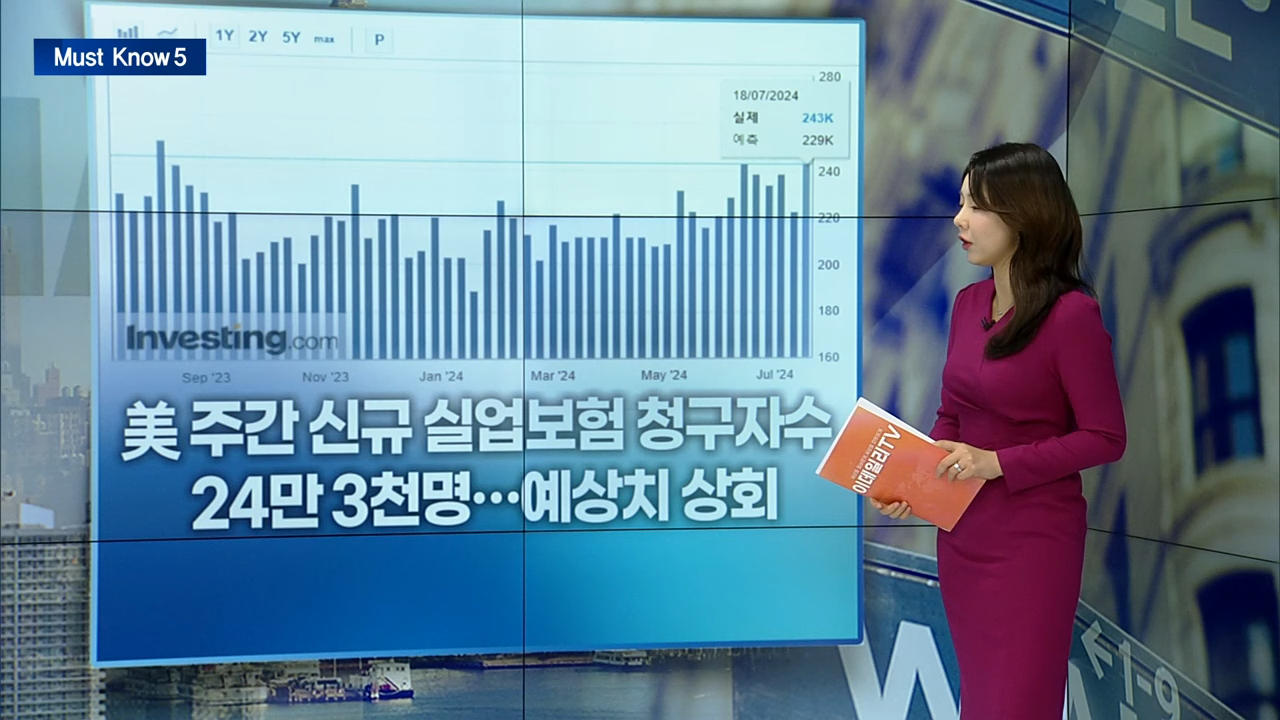 Must Know 5
1Y 2Y 5Y max P
280
18/07/2024
실제 243K
예측 229K
240
220
200
180
160
Investing.com
Sep '23 Nov '23 Jan '24 Mar '24 May '24 Jul '24
美 주간 신규 실업보험 청구자수
24만 3천명…예상치 상회
이데일리TV
W
←1-9